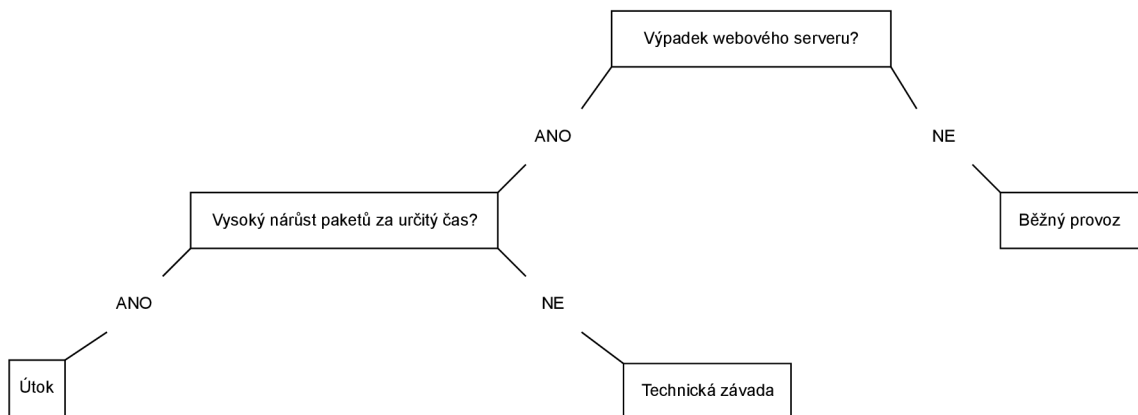 Výpadek webového serveru?
ANO
NE
Vysoký nárůst paketů za určitý čas?
Běžný provoz
ANO
NE
Útok
Technická závada